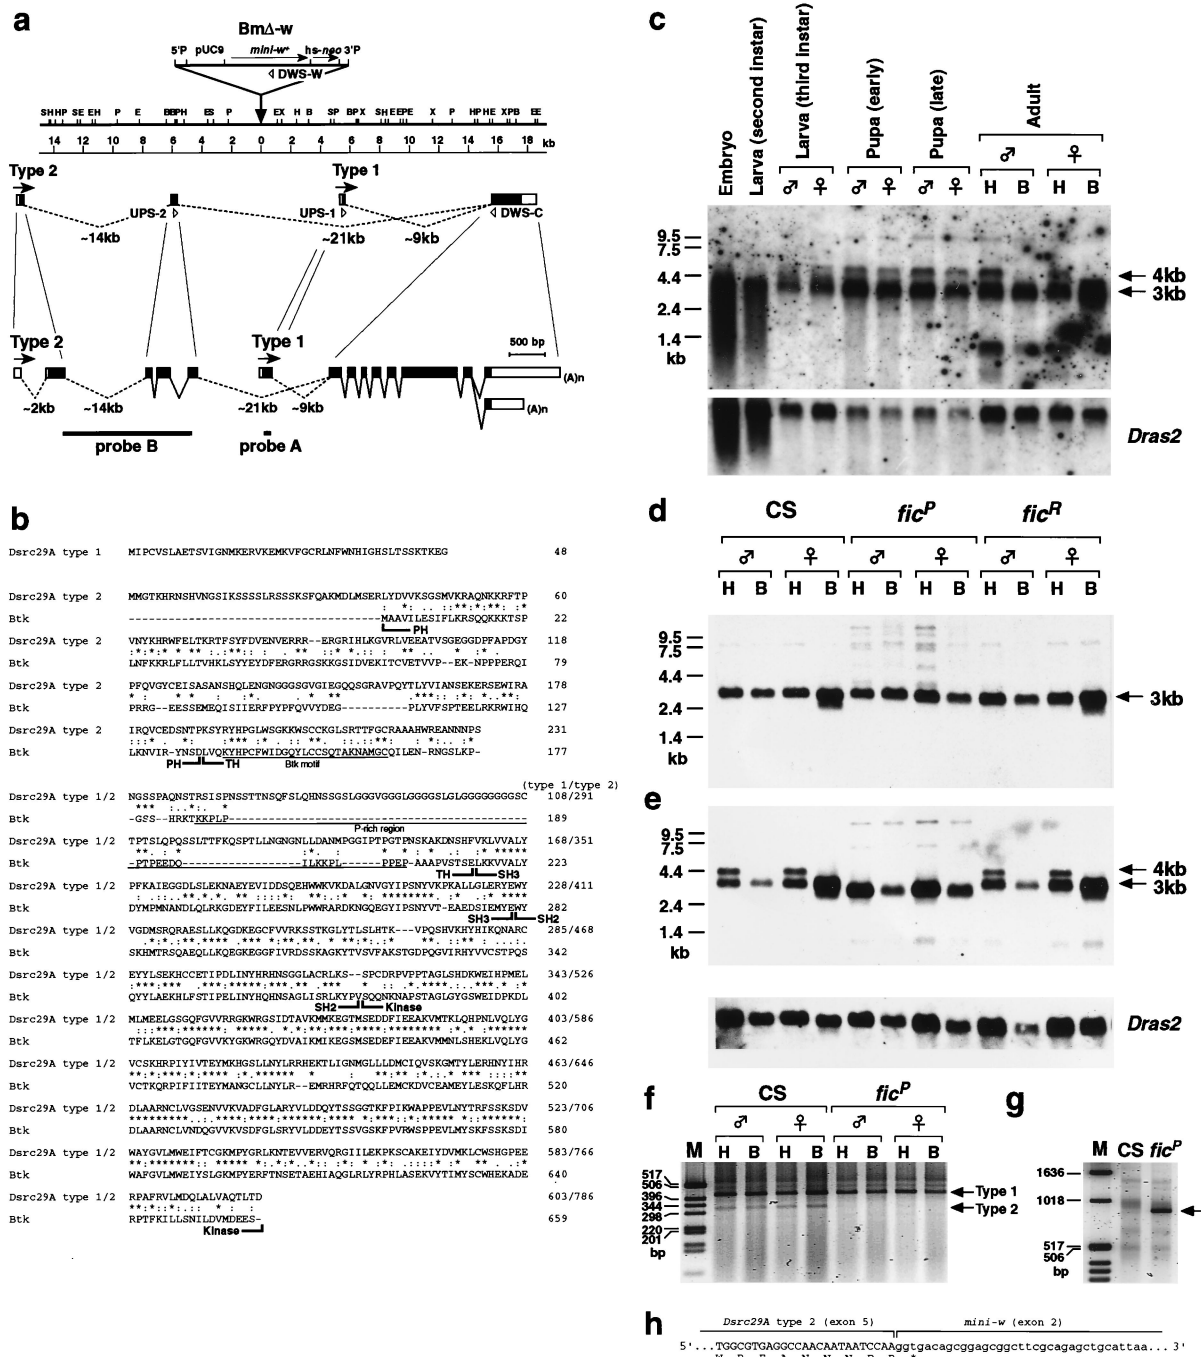 a
BmΔ-w
5'P pUC9 mini-w+ hs-neo 3'P
DWS-W
SHHP SE EH P E EBPH ES P EX H B SP BP X SH E EEPE X P HP HE XPB EE
14 12 10 8 6 4 2 0 2 4 6 8 10 12 14 16 18 kb
Type 2 Type 1
UPS-2 UPS-1 DWS-C
~14kb ~21kb ~9kb
500 bp
Type 2 Type 1
(A)n
~2kb ~14kb ~21kb ~9kb
(A)n
probe B probe A
b
Dsrc29A type 1 MIPCVSLAETSVIGNMKERVKEMKVFGCRLNFWNHIGHSLTSSKTKEG 48
Dsrc29A type 2 MMGTKHRNSHVNGSIKSSSSLRSSSKSFQAKMDLMSERLYDVVKSGSMVKRAQNKKRFTP 60
Btk --------------------------------------MAAVILESIFLKRSQQKKKTSP 22
PH
Dsrc29A type 2 VNYKHRWFELTKRTFSYFDVENVERRR--ERGRIHLKGVRLVEEATVSGEGGDPFAPDGY 118
Btk LNFKKRLFLLTVHKLSYYEYDFERGRRGSKKGSIDVEKITCVETVVP--EK-NPPPERQI 79
Dsrc29A type 2 PFQVGYCEISASANSHQLENGNGGGSGVGIEGQQSGRAVPQYTLYVIANSEKERSEWIRA 178
Btk PRRG--EESSEMEQISIIERFPYPFQVVYDEG-----------PLYVFSPTEELRKRWIHQ 127
Dsrc29A type 2 IRQVCEDSNTPKSYRYHPGLWSGKKWSCCKGLSRTTFGCRAAAHWREANNNPS 231
Btk LKNVIR-YNSDLVQKYHPCFWIDGQYLCCSQTAKNAMGCQILEN-RNGSLKP- 177
PH TH Btk motif
(type 1/type 2)
Dsrc29A type 1/2 NGSSPAQNSTRSISPNSSTTNSQFSLQHNSSGSLGGGVGGGLGGGGSLGLGGGGGGGGSC 108/291
Btk -GSS--HRKTKKPLP--------------------------------------------- 189
P-rich region
Dsrc29A type 1/2 TPTSLQPQSSLTTFKQSPTLLNGNGNLLDANMPGGIPTPGTPNSKAKDNSHFVKLVVALY 168/351
Btk -PTPEEDQ--------------ILKKPL-----PPEP-AAAPVSTSELKKVVALY 223
TH SH3
Dsrc29A type 1/2 PFKAIEGGDLSLEKNAEYEVIDDSQEHWWKVKDALGNVGYIPSNYVKPKALLGLERYEWY 228/411
Btk DYMPMNANDLQLRKGDEYFILEESNLPWWRARDKNGQEGYIPSNYVT-EAEDSIEMYEWY 282
SH3 SH2
Dsrc29A type 1/2 VGDMSRQRAESLLKQGDKEGCFVVRKSSTKGLYTLSLHTK---VPQSHVKHYHIKQNARC 285/468
Btk SKHMTRSQAEQLLKQEGKEGGFIVRDSSKAGKYTVSVFAKSTGDPQGVIRHYVVCSTPQS 342
Dsrc29A type 1/2 EYYLSEKHCCETIPDLINYHRHNSGGLACRLKS--SPCDRPVPPTAGLSHDKWEIHPMEL 343/526
Btk QYYLAEKHLFSTIPELINYHQHNSAGLISRLKYPVSQQNKNAPSTAGLGYGSWEIDPKDL 402
SH2 Kinase
Dsrc29A type 1/2 MLMEELGSGQFGVVRRGKWRGSIDTAVKMMKEGTMSEDDFIEEAKVMTKLQHPNLVQLYG 403/586
Btk TFLKELGTGQFGVVKYGKWRGQYDVAIKMIKEGSMSEDEFIEEAKVMMNLSHEKLVQLYG 462
Dsrc29A type 1/2 VCSKHRPIYIVTEYMKHGSLLNYLRRHEKTLIGNMGLLLDMCIQVSKGMTYLERHNYIHR 463/646
Btk VCTKQRPIFIITEYMANGCLLNYLR--EMRHRFQTQQLLEMCKDVCEAMEYLESKQFLHR 520
Dsrc29A type 1/2 DLAARNCLVGSENVVKVADFGLARYVLDDQYTSSGGTKFPIKWAPPEVLNYTRFSSKSDV 523/706
Btk DLAARNCLVNDQGVVKVSDFGLSRYVLDDEYTSSVGSKFPVRWSPPEVLMYSKFSSKSDI 580
Dsrc29A type 1/2 WAYGVLMWEIFTCGKMPYGRLKNTEVVERVQRGIILEKPKSCAKEIYDVMKLCWSHGPEE 583/766
Btk WAFGVLMWEIYSLGKMPYERFTNSETAEHIAQGLRLYRPHLASEKVYTIMYSCWHEKADE 640
Dsrc29A type 1/2 RPAFRVLMDQLALVAQTLTD 603/786
Btk RPTFKILLSNILDVMDEES- 659
Kinase
c
Embryo
Larva (second instar)
Larva (third instar)
Pupa (early)
Pupa (late)
Adult
♂ ♀ ♂ ♀ ♂ ♀ ♂ ♀
H B H B
9.5
7.5
4.4
2.4
1.4
kb
4kb
3kb
Dras2
d
CS ficP ficR
♂ ♀ ♂ ♀ ♂ ♀
H B H B H B H B H B H B
9.5
7.5
4.4
2.4
1.4
kb
3kb
e
9.5
7.5
4.4
2.4
1.4
kb
4kb
3kb
Dras2
f
CS ficP
♂ ♀ ♂ ♀
M H B H B H B H B
517
506
396
344
298
220
201
bp
Type 1
Type 2
g
M CS ficP
1636
1018
517
506
bp
h
Dsrc29A type 2 (exon 5) mini-w (exon 2)
5'...TGGCGTGAGGCCAACAATAATCCAAggtgacagcggagcggcttcgcagagctgcattaa...3'